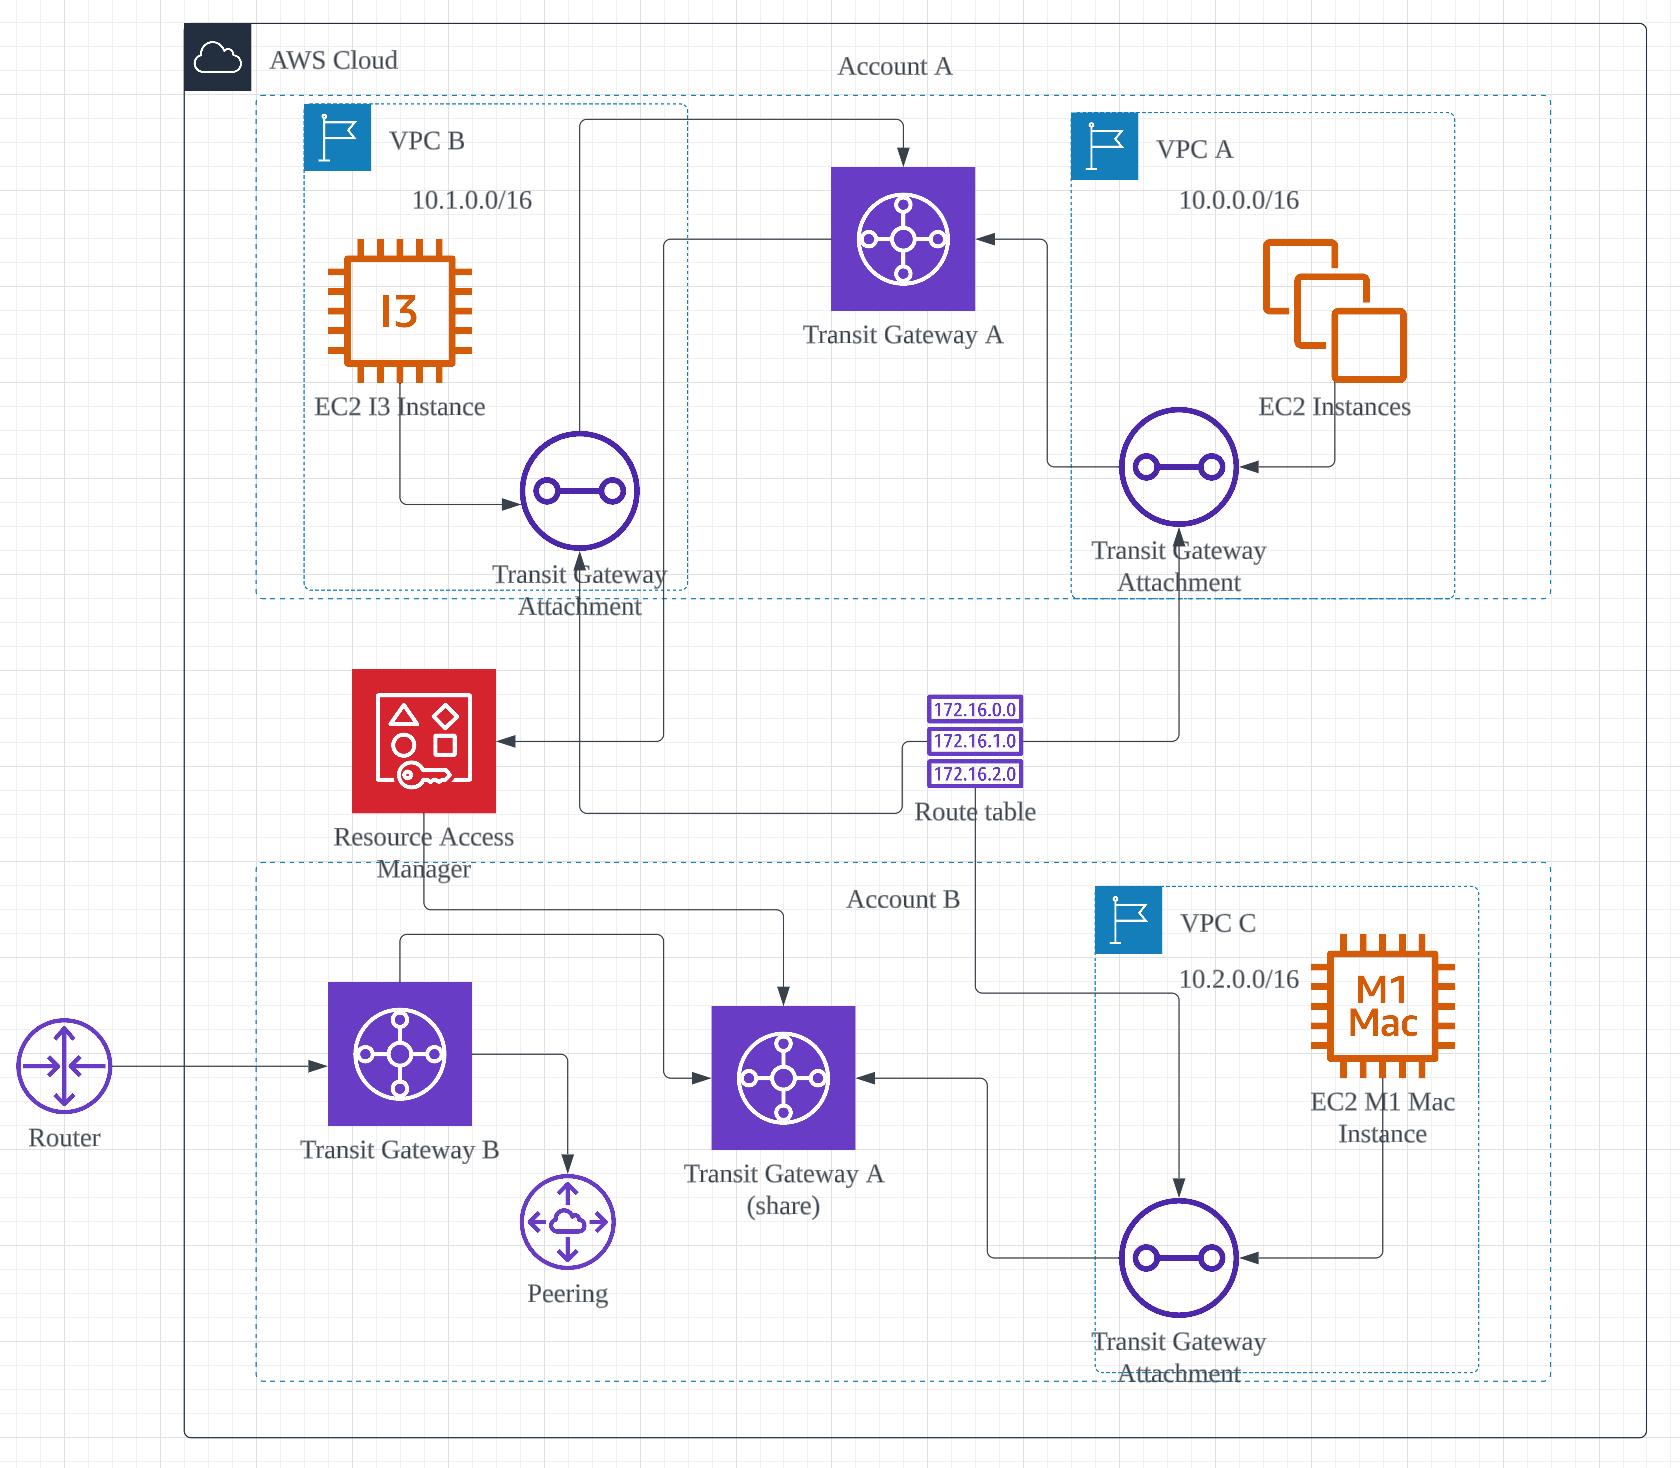 AWS Cloud
Account A
VPC B
VPC A
10.1.0.0/16
10.0.0.0/16
I3
Transit Gateway A
EC2 I3 Instance
EC2 Instances
Transit Gateway
Attachment
Transit Gateway
Attachment
172.16.0.0
172.16.1.0
172.16.2.0
Route table
Resource Access
Manager
Account B
VPC C
10.2.0.0/16
M1
Mac
EC2 M1 Mac
Instance
Router
Transit Gateway B
Transit Gateway A
(share)
Peering
Transit Gateway
Attachment